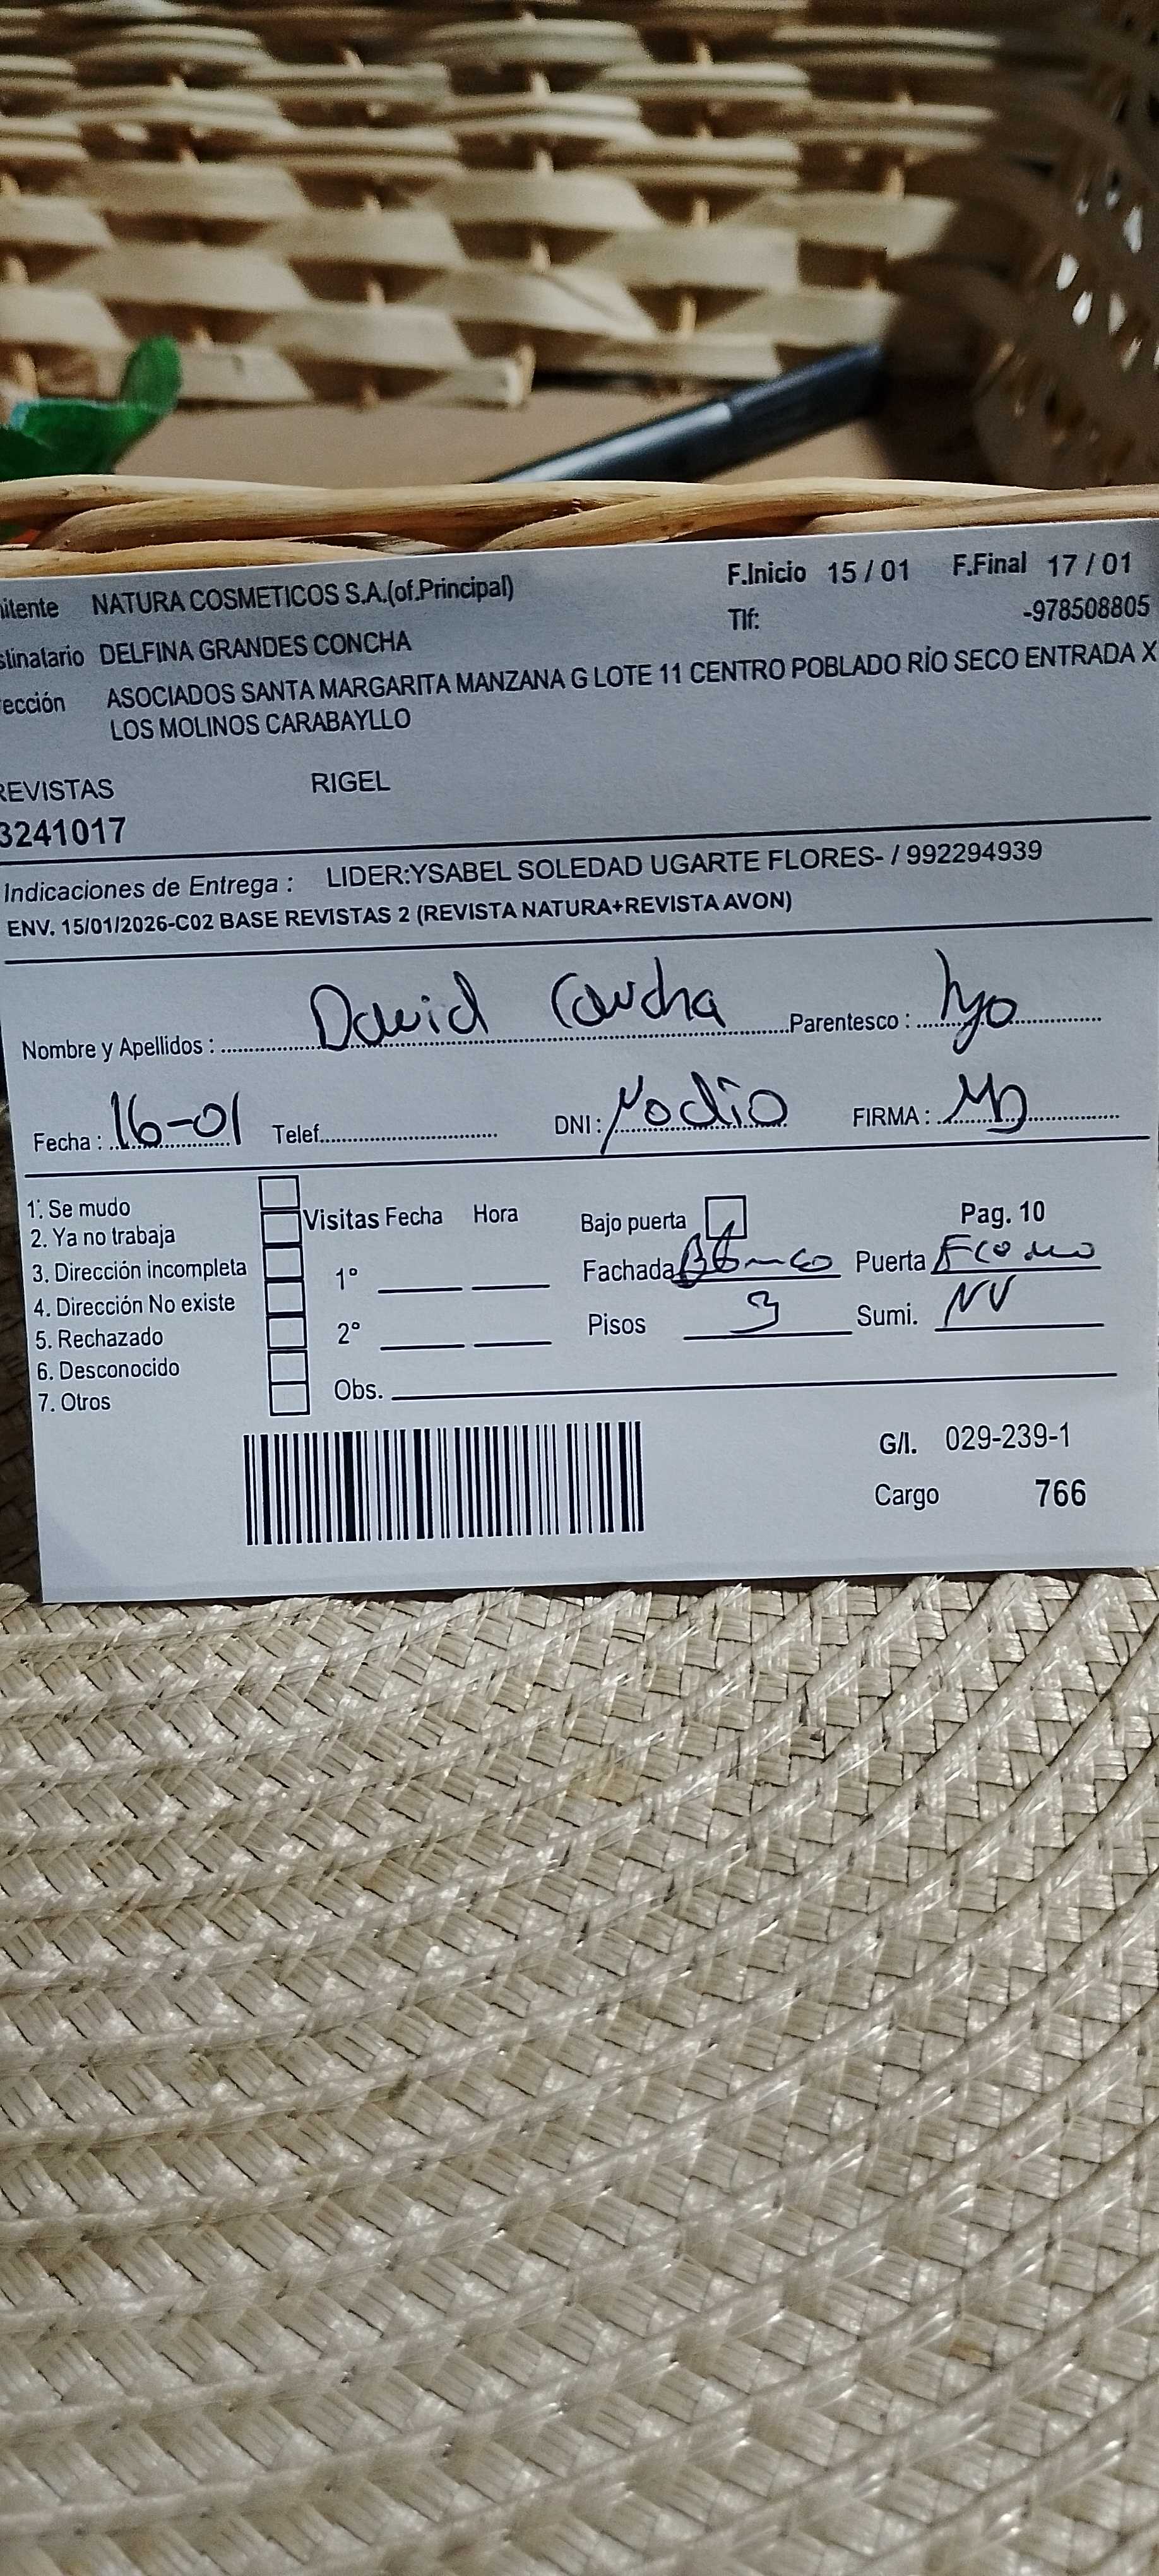 itente NATURA COSMETICOS S.A.(of.Principal) F.Inicio 15 / 01 F.Final 17 / 01
Tlf: -978508805
stinatario DELFINA GRANDES CONCHA
ección ASOCIADOS SANTA MARGARITA MANZANA G LOTE 11 CENTRO POBLADO RÍO SECO ENTRADA X
LOS MOLINOS CARABAYLLO
REVISTAS RIGEL
3241017
Indicaciones de Entrega : LIDER:YSABEL SOLEDAD UGARTE FLORES- / 992294939
ENV. 15/01/2026-C02 BASE REVISTAS 2 (REVISTA NATURA+REVISTA AVON)
Nombre y Apellidos : David Concha Parentesco : hijo
Fecha : 16-01 Telef. DNI : No dio FIRMA :
1. Se mudo
2. Ya no trabaja
3. Dirección incompleta
4. Dirección No existe
5. Rechazado
6. Desconocido
7. Otros
Visitas Fecha Hora
1°
2°
Obs.
Bajo puerta Pag. 10
Fachada Blanco Puerta
Pisos 3 Sumi. NV
G/I. 029-239-1
Cargo 766